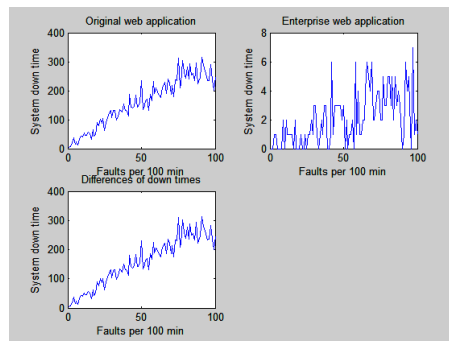 Original web application
Enterprise web application
400
300
200
100
0
System down time
0 50 100
Faults per 100 min
8
6
4
2
0
System down time
0 50 100
Faults per 100 min
Differences of down times
400
300
200
100
0
System down time
0 50 100
Faults per 100 min